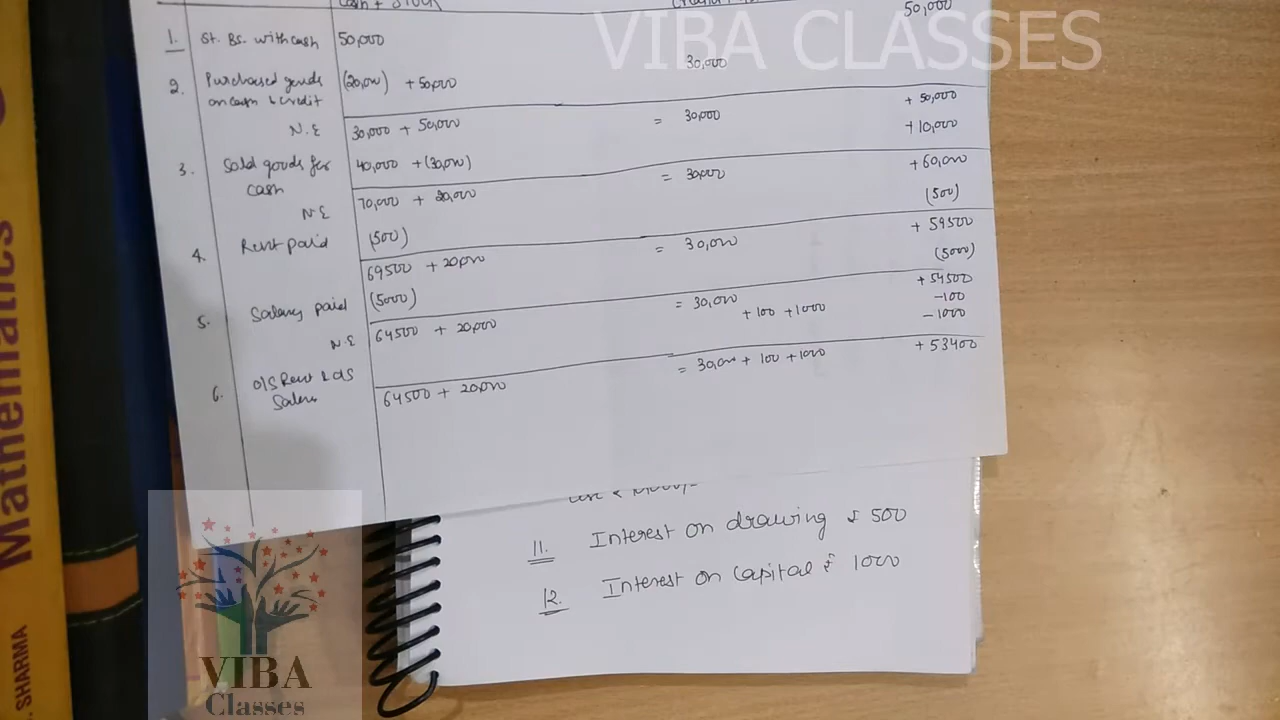 Cash + Stock
50,000
VIBA CLASSES
1. St. Bs. with cash 50,000
30,000
2. Purchased goods (20,000) + 50,000
on cash & credit
+ 50,000
N.E 30,000 + 50,000 = 30,000
+ 10,000
3. Sold goods for 40,000 + (30,000)
cash
+ 60,000
N.E 70,000 + 20,000 = 30,000
(500)
4. Rent paid (500)
+ 59500
69500 + 20,000 = 30,000
(5000)
5. Salary paid (5000)
+ 54500
N.E 64500 + 20,000 = 30,000
-100
+ 100 + 1000
-1000
6. O/S Rent & O/S
Salary
64500 + 20,000 = 30,000 + 100 + 1000 + 53400
11. Interest on drawing ₹ 500
12. Interest on capital ₹ 1000
Mathematics
SHARMA
VIBA
Classes